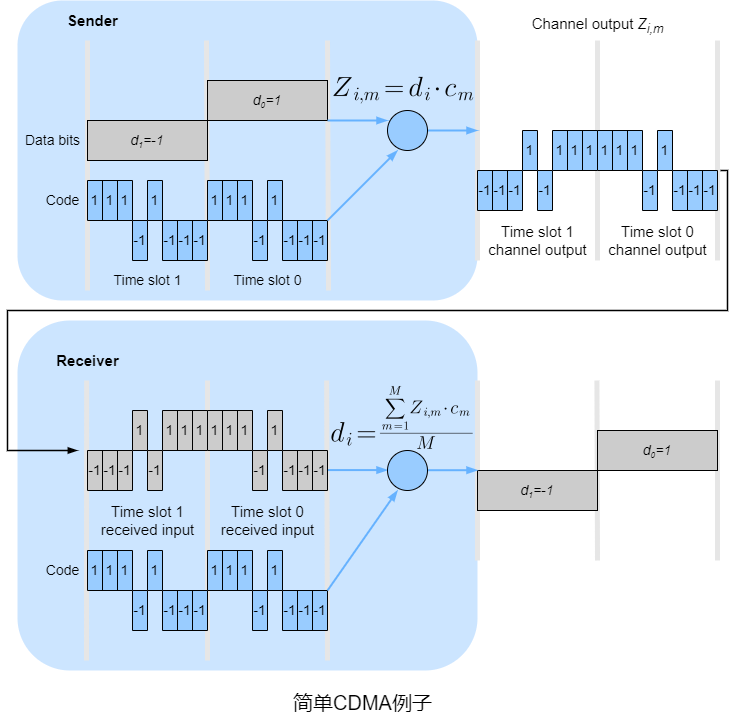 Sender
Channel output Z_{i,m}
Z_{i,m}=d_i·c_m
d₀=1
Data bits
d₁=-1
1 1 1 1 1 1 1 1
-1 -1 -1 -1 -1 -1 -1 -1
Code
1 1 1 1 1 1 1 1
-1 -1 -1 -1 -1 -1 -1 -1
Time slot 1
Time slot 0
Time slot 1
channel output
Time slot 0
channel output
Receiver
d_i=\frac{\sum_{m=1}^{M} Z_{i,m}·c_m}{M}
1 1 1 1 1 1 1 1
-1 -1 -1 -1 -1 -1 -1 -1
d₀=1
d₁=-1
Time slot 1
received input
Time slot 0
received input
Code
1 1 1 1 1 1 1 1
-1 -1 -1 -1 -1 -1 -1 -1
简单CDMA例子